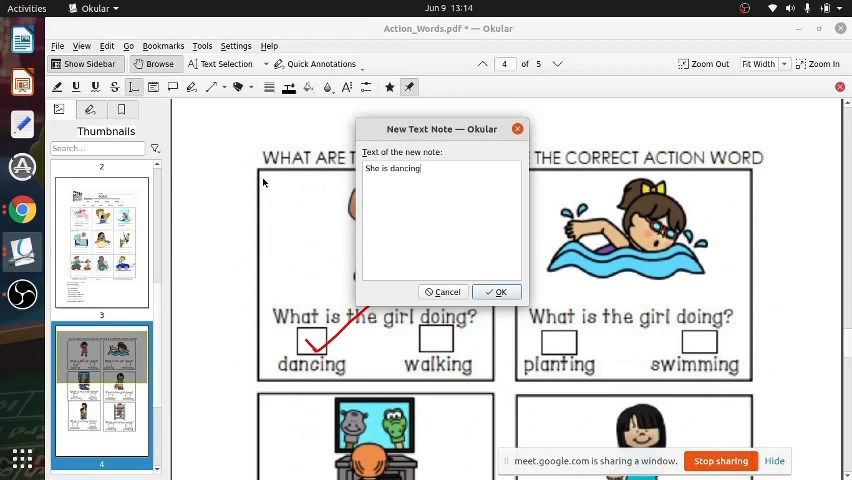 Activities
Okular
Jun 9 13:14
Action_Words.pdf * — Okular
File View Edit Go Bookmarks Tools Settings Help
Show Sidebar Browse Text Selection Quick Annotations 4 of 5 Zoom Out Fit Width Zoom In
Thumbnails
Search...
2
3
4
New Text Note — Okular
Text of the new note:
She is dancing
Cancel OK
WHAT ARE T
E THE CORRECT ACTION WORD
What is the girl doing?
dancing walking
What is the girl doing?
planting swimming
meet.google.com is sharing a window. Stop sharing Hide